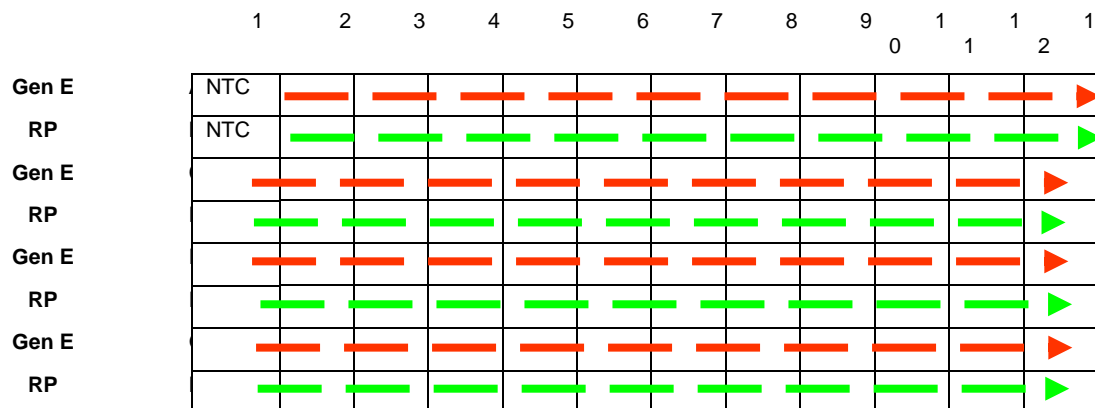 1 2 3 4 5 6 7 8 9 1 1 1
0 1 2
Gen E NTC
RP NTC
Gen E
RP
Gen E
RP
Gen E
RP